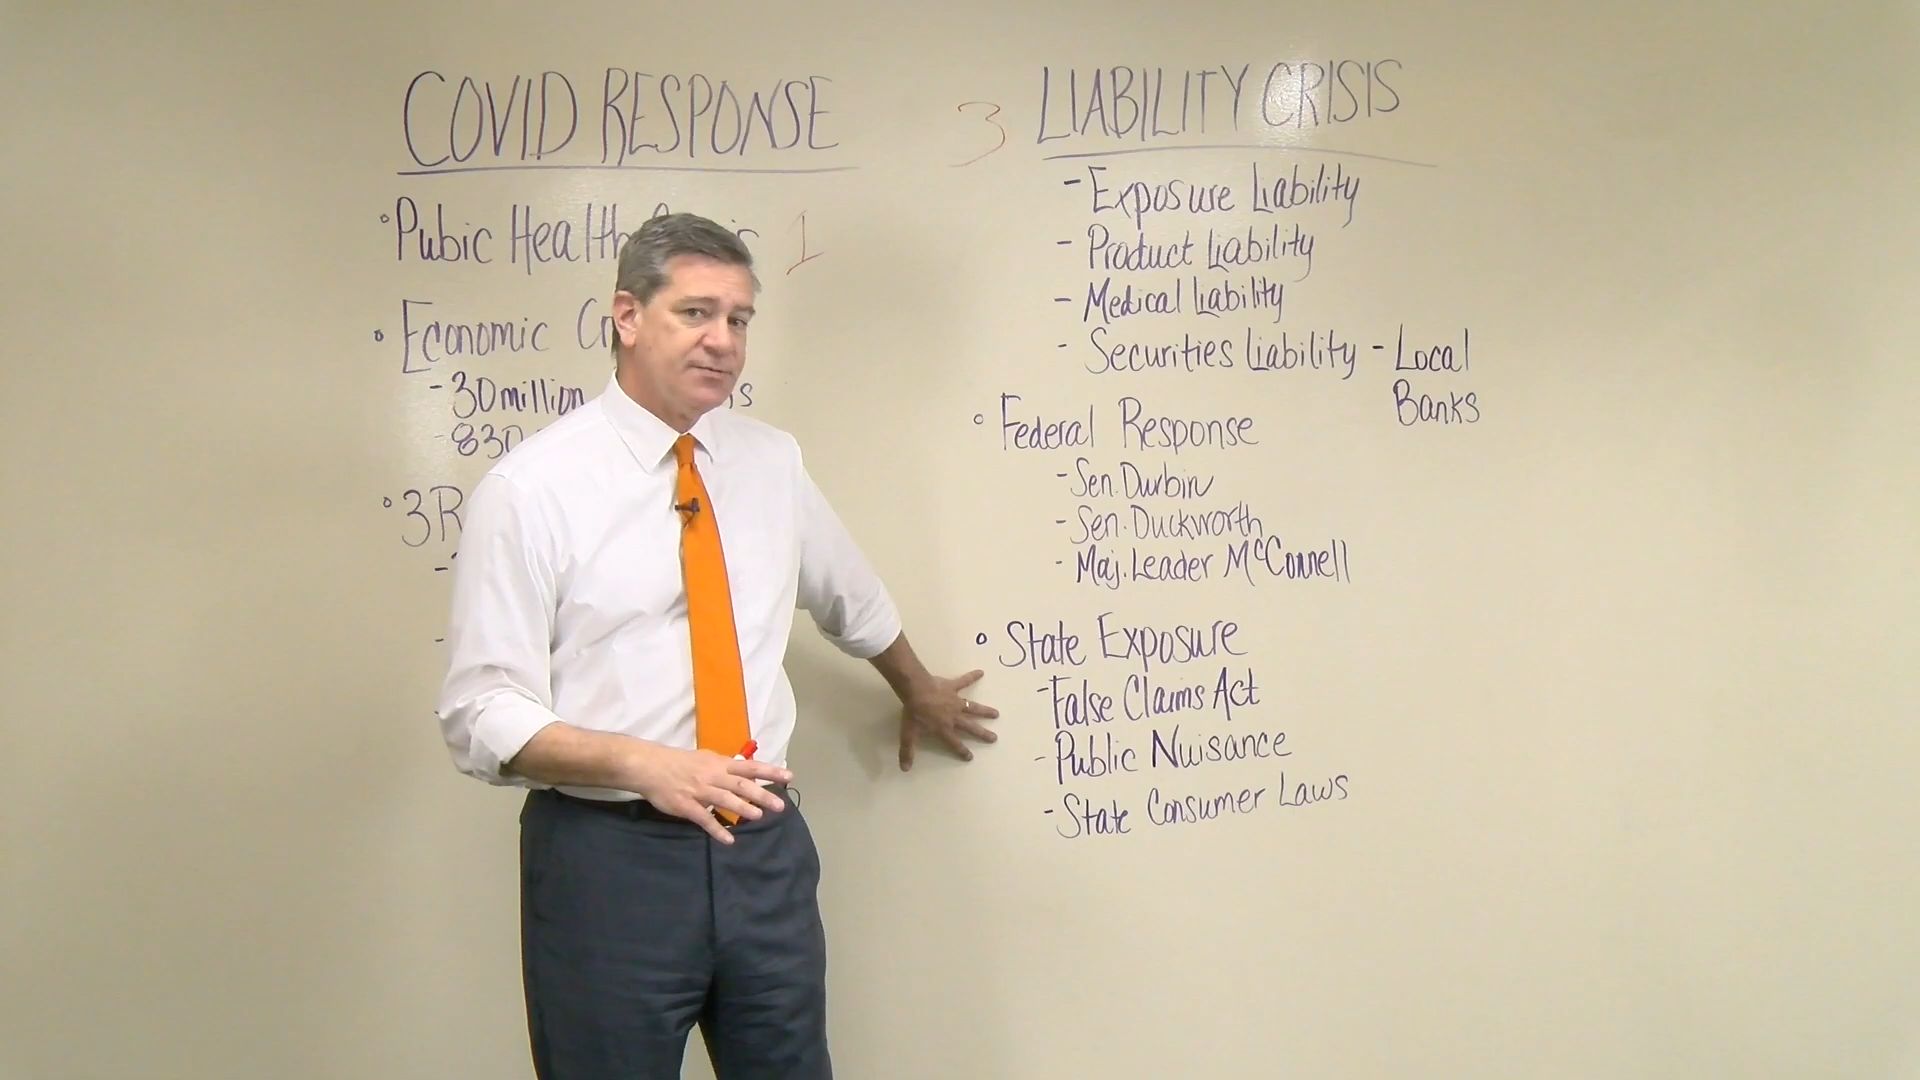 COVID RESPONSE
° Pubic Health 1
° Economic
- 30 million
- 830
° 3 R
3 LIABILITY CRISIS
- Exposure Liability
- Product Liability
- Medical Liability
- Securities Liability - Local
Banks
° Federal Response
- Sen. Durbin
- Sen. Duckworth
- Maj. Leader McConnell
° State Exposure
- False Claims Act
- Public Nuisance
- State Consumer Laws